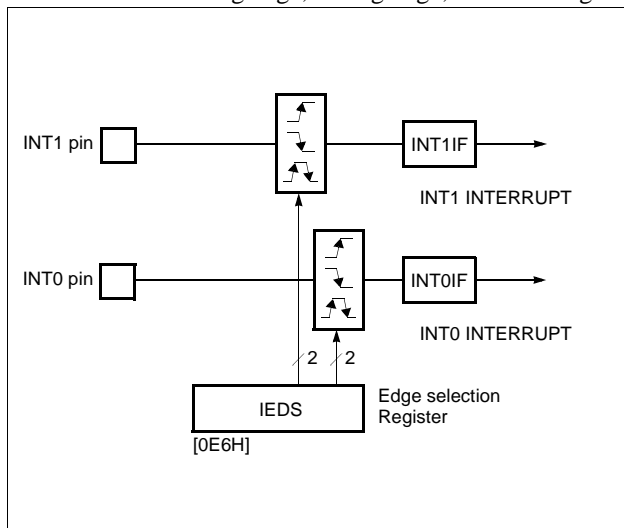 INT1 pin
INT1IF
INT1 INTERRUPT
INT0 pin
INT0IF
INT0 INTERRUPT
2 2
IEDS
Edge selection
Register
[0E6H]